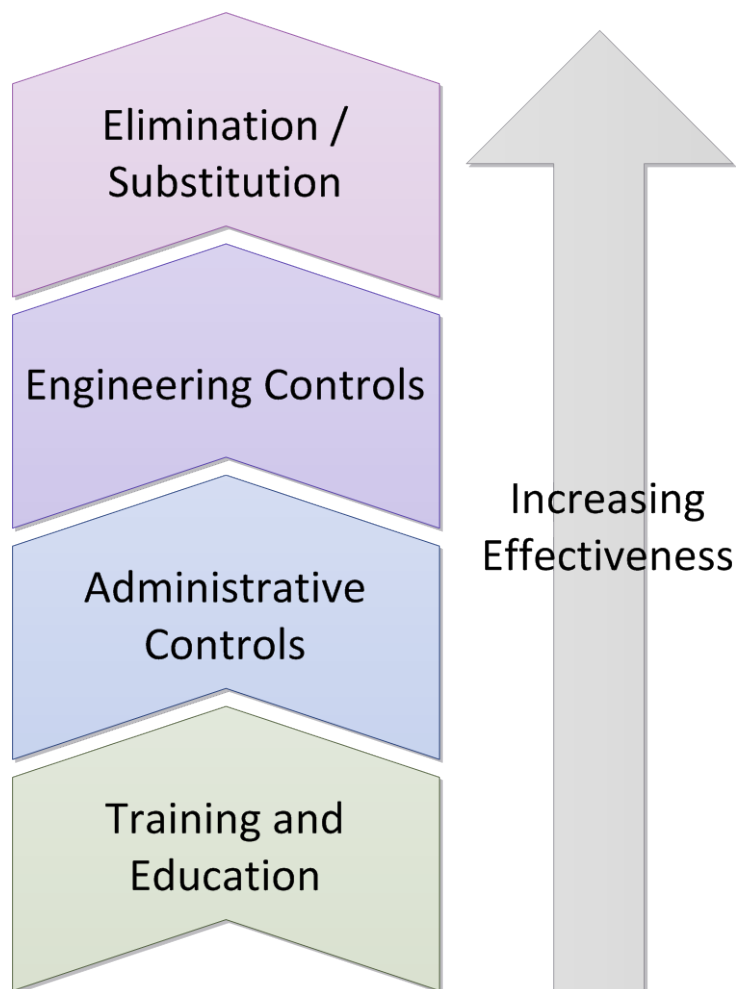 Elimination /
Substitution
Engineering Controls
Administrative
Controls
Training and
Education
Increasing
Effectiveness